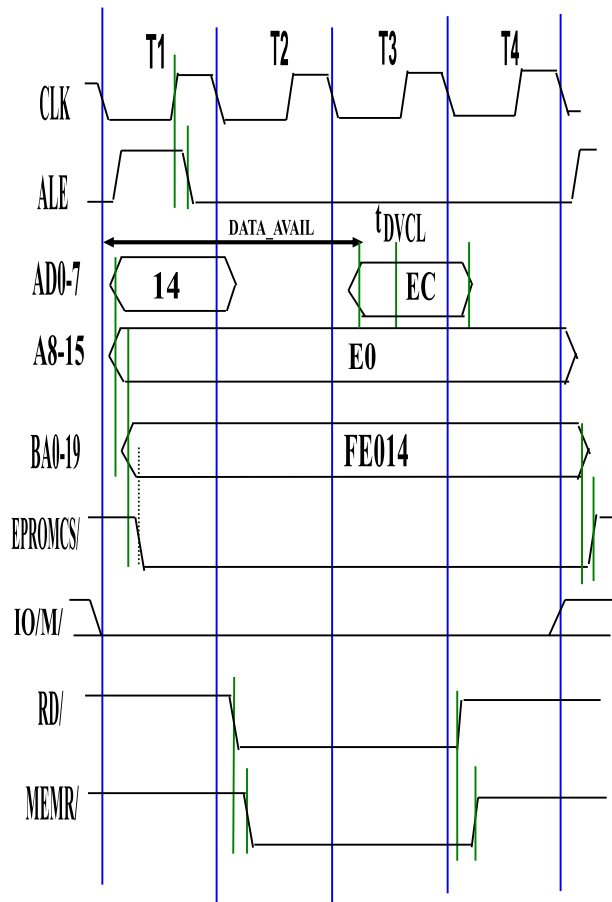 T1 T2 T3 T4
CLK
ALE
DATA_AVAIL tDVCL
AD0-7 14 EC
A8-15 E0
BA0-19 FE014
EPROMCS/
IO/M/
RD/
MEMR/